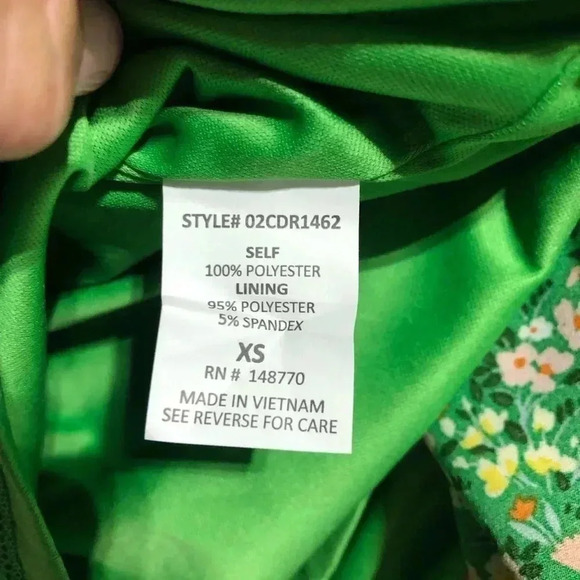 STYLE# 02CDR1462
SELF
100% POLYESTER
LINING
95% POLYESTER
5% SPANDEX
XS
RN # 148770
MADE IN VIETNAM
SEE REVERSE FOR CARE